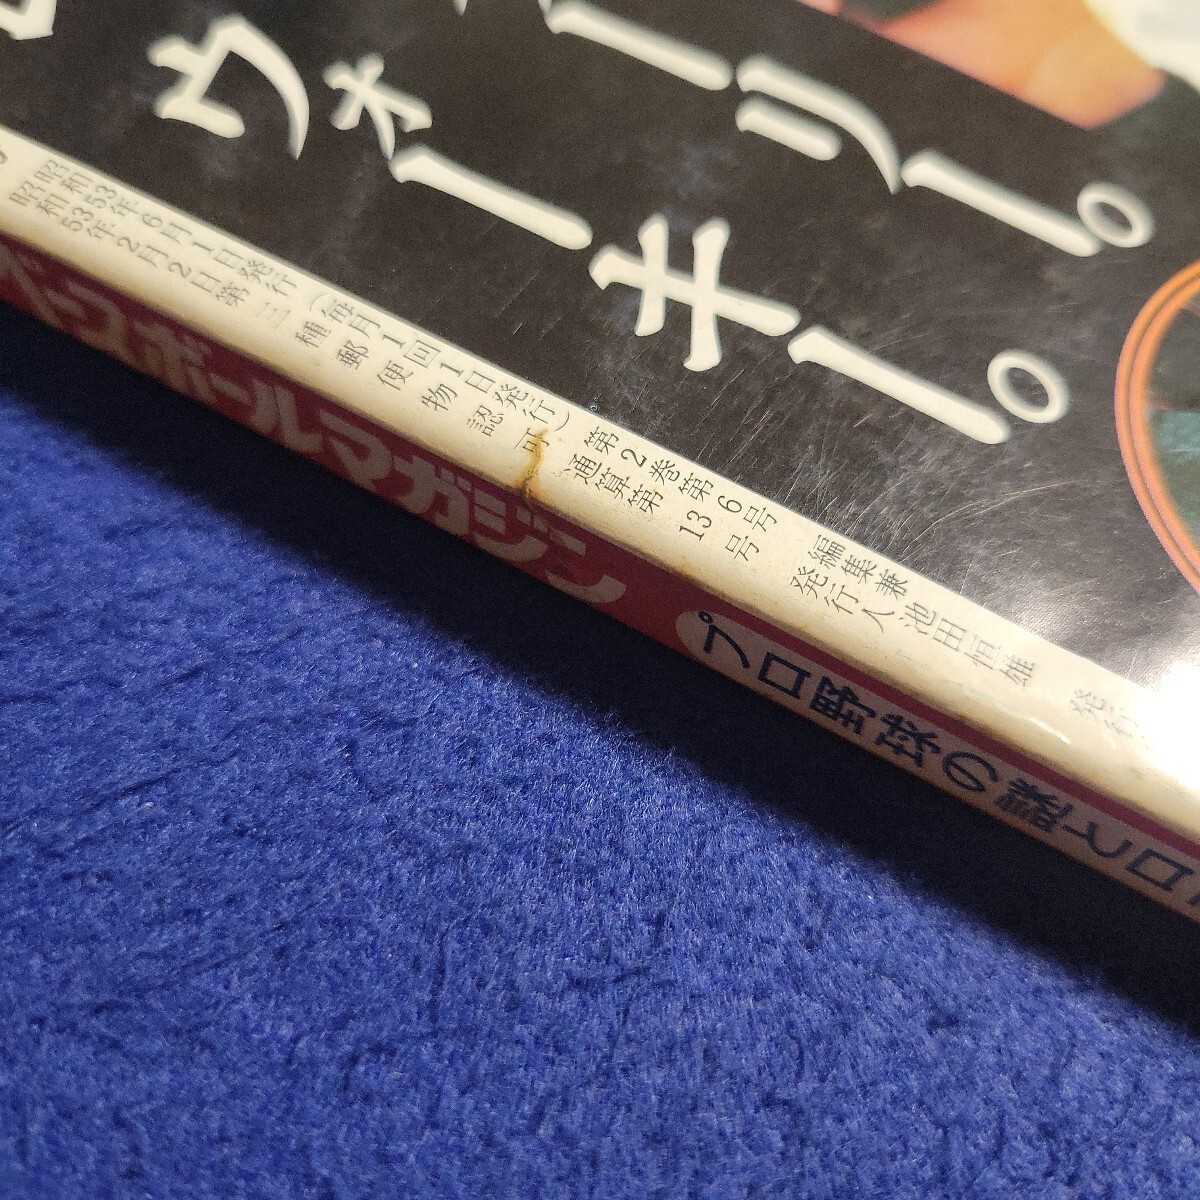 ーリー。
ウォーキー。
昭和53年6月1日発行(毎月1回1日発行)第2巻第6号
昭和53年2月2日第三種郵便物認可 通算第13号
編集兼
発行人 池田恒雄
ベースボールマガジン
プロ野球の